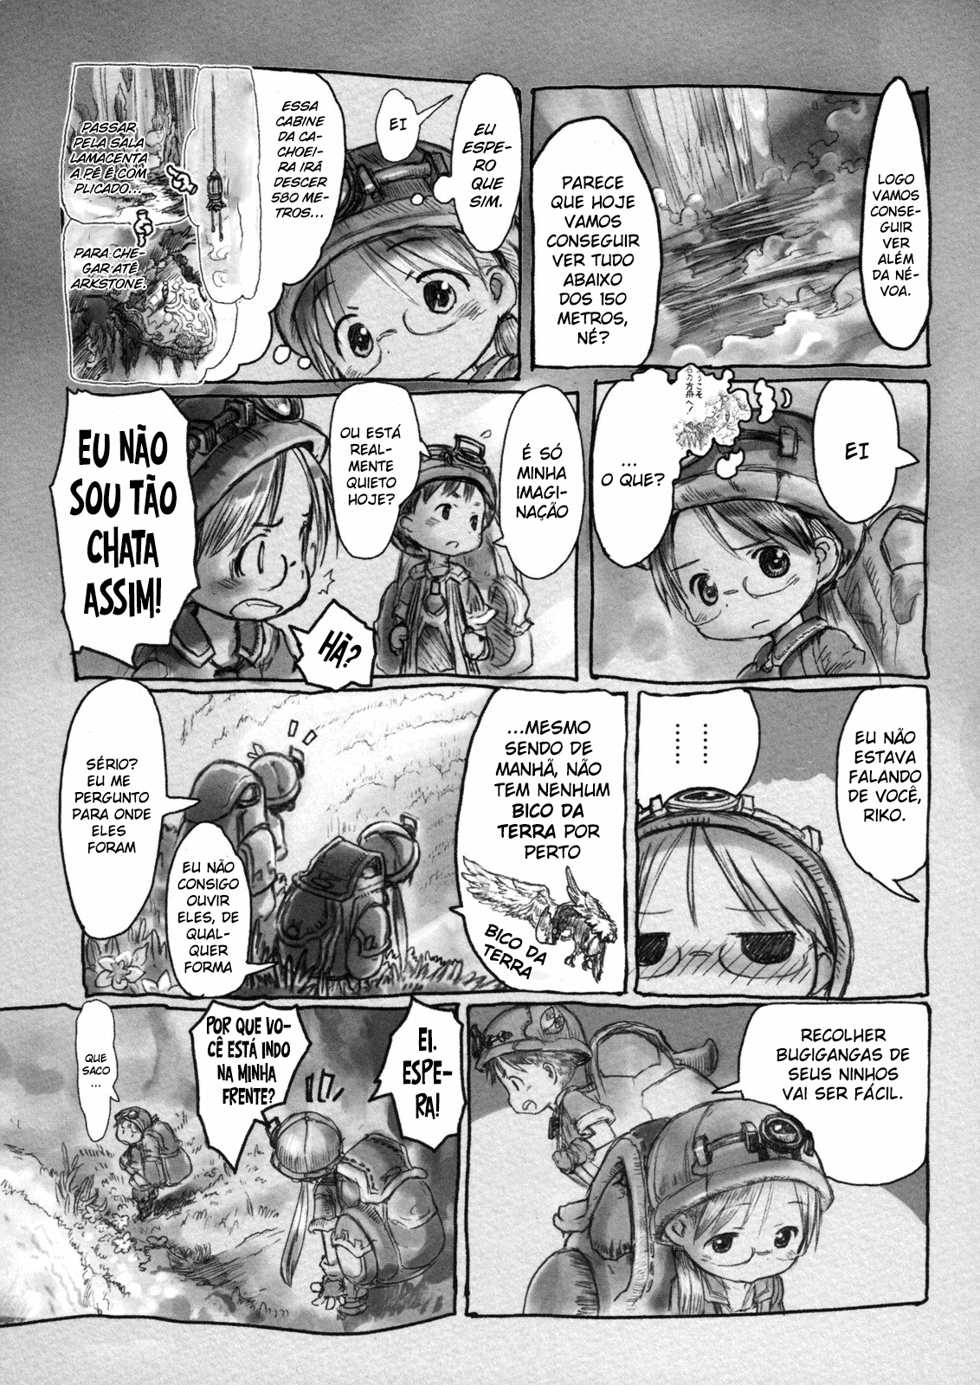 LOGO
VAMOS
CONSE-
GUIR
VER
ALÉM
DA NÉ-
VOA.
PARECE
QUE HOJE
VAMOS
CONSEGUIR
VER TUDO
ABAIXO
DOS 150
METROS,
NÉ?
EU
ESPE-
RO
QUE
SIM.
EI
ESSA
CABINE
DA CA-
CHOEIRA IRÁ
DESCER
580 ME-
TROS...
PASSAR
PELA SALA
LAMACENTA
A PÉ É COM
PLICADO...
PARA CHE-
GAR ATÉ
ARKSTONE.
EI
...
O QUE?
É SÓ
MINHA
IMAGI-
NAÇÃO
OU ESTÁ
REAL-
MENTE
QUIETO
HOJE?
HÃ?
EU NÃO
SOU TÃO
CHATA
ASSIM!
EU NÃO
ESTAVA
FALANDO
DE VOCÊ,
RIKO.
......
......
...MESMO
SENDO DE
MANHÃ, NÃO
TEM NENHUM
BICO DA
TERRA POR
PERTO
BICO DA
TERRA
SÉRIO?
EU ME
PERGUNTO
PARA ONDE
ELES
FORAM
EU NÃO
CONSIGO
OUVIR
ELES, DE
QUAL-
QUER
FORMA
RECOLHER
BUGIGANGAS DE
SEUS NINHOS
VAI SER FÁCIL.
EI.
ESPE-
RA!
POR QUE VO-
CÊ ESTÁ INDO
NA MINHA
FRENTE?
QUE
SACO
...